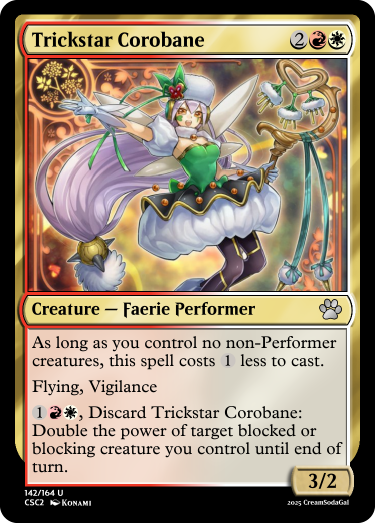 Trickstar Corobane 2
Creature — Faerie Performer
As long as you control no non-Performer
creatures, this spell costs 1 less to cast.
Flying, Vigilance
1, Discard Trickstar Corobane:
Double the power of target blocked or
blocking creature you control until end of
turn.
3/2
142/164 U
CSC2 KONAMI
2025 CreamSodaGal